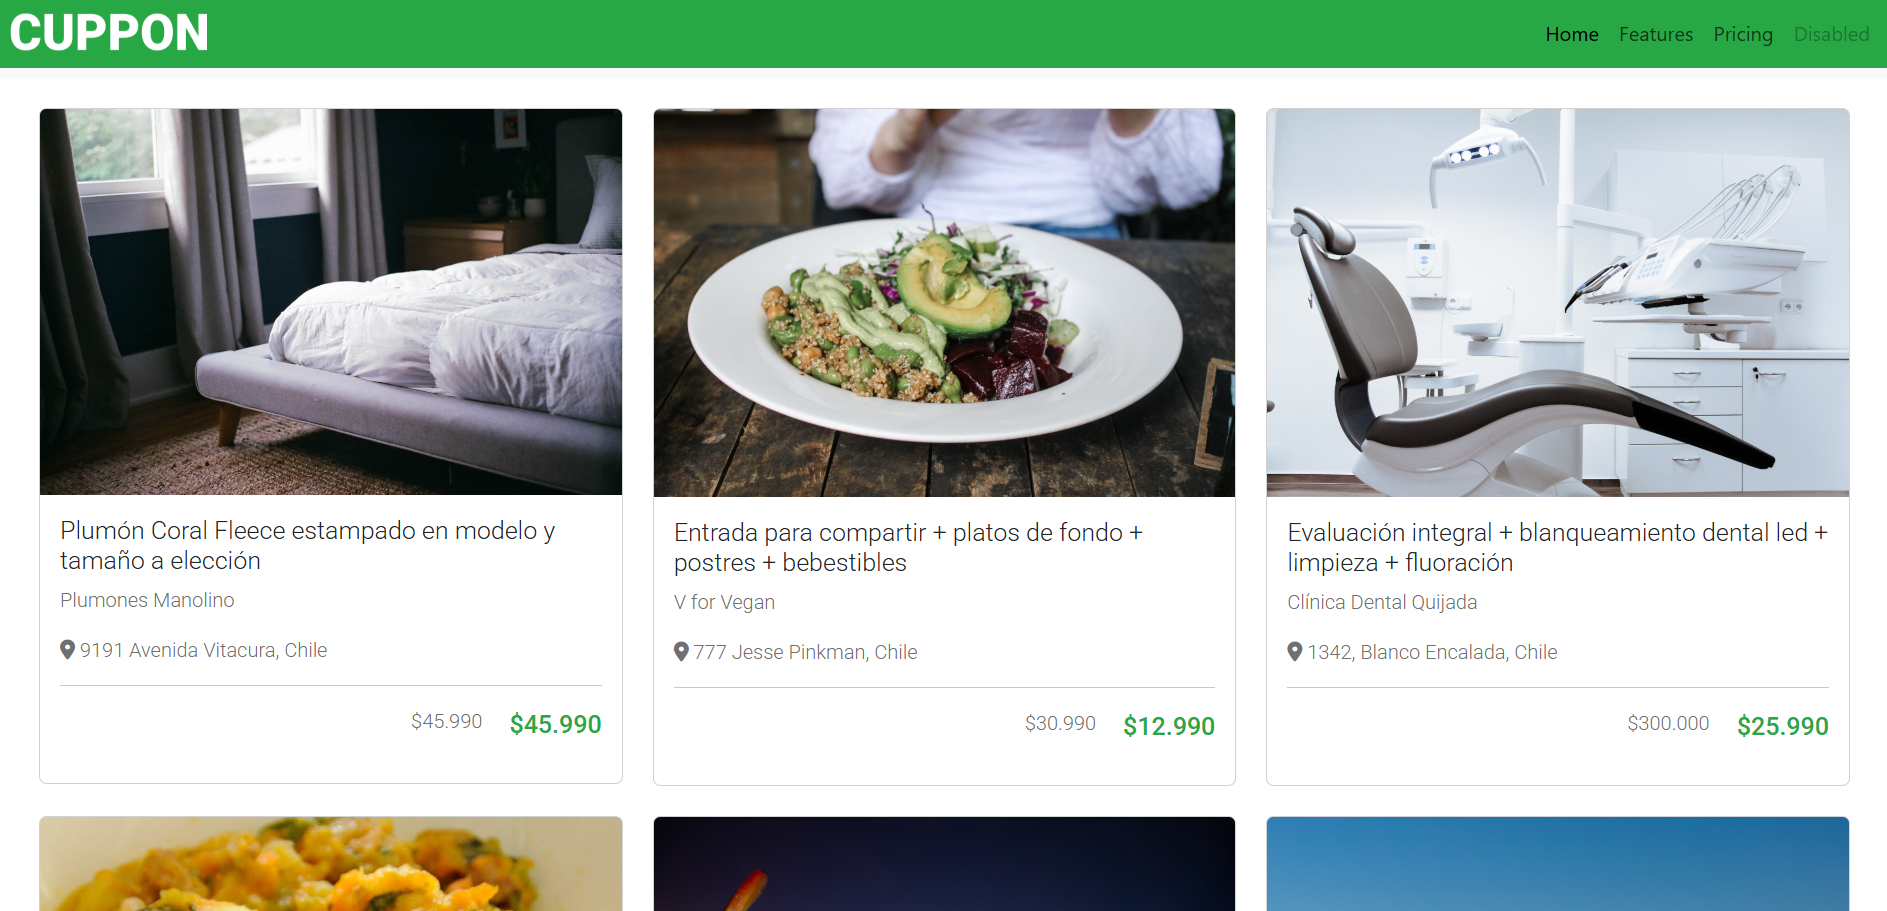 CUPPON
Home Features Pricing Disabled
Plumón Coral Fleece estampado en modelo y
tamaño a elección
Plumones Manolino
9191 Avenida Vitacura, Chile
$45.990 $45.990
Entrada para compartir + platos de fondo +
postres + bebestibles
V for Vegan
777 Jesse Pinkman, Chile
$30.990 $12.990
Evaluación integral + blanqueamiento dental led +
limpieza + fluoración
Clínica Dental Quijada
1342, Blanco Encalada, Chile
$300.000 $25.990